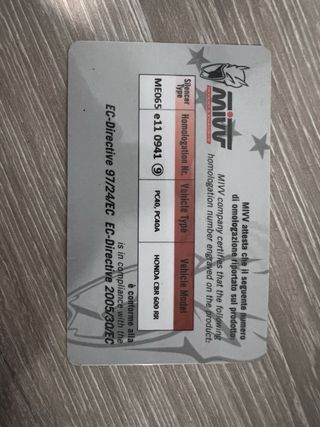 MIVV
MIVV attesta che il seguente numero
di omologazione riportato sul prodotto:
MIVV company certifies that the following
homologation number engraved on the product:
Silencer Type Homologation Nr. Vehicle Type Vehicle Model
ME065 e11 0941 ⑨ PC40, PC40A HONDA CBR 600 RR
è conforme alla
is in compliance with the
EC-Directive 97/24/EC EC-Directive 2005/30/EC